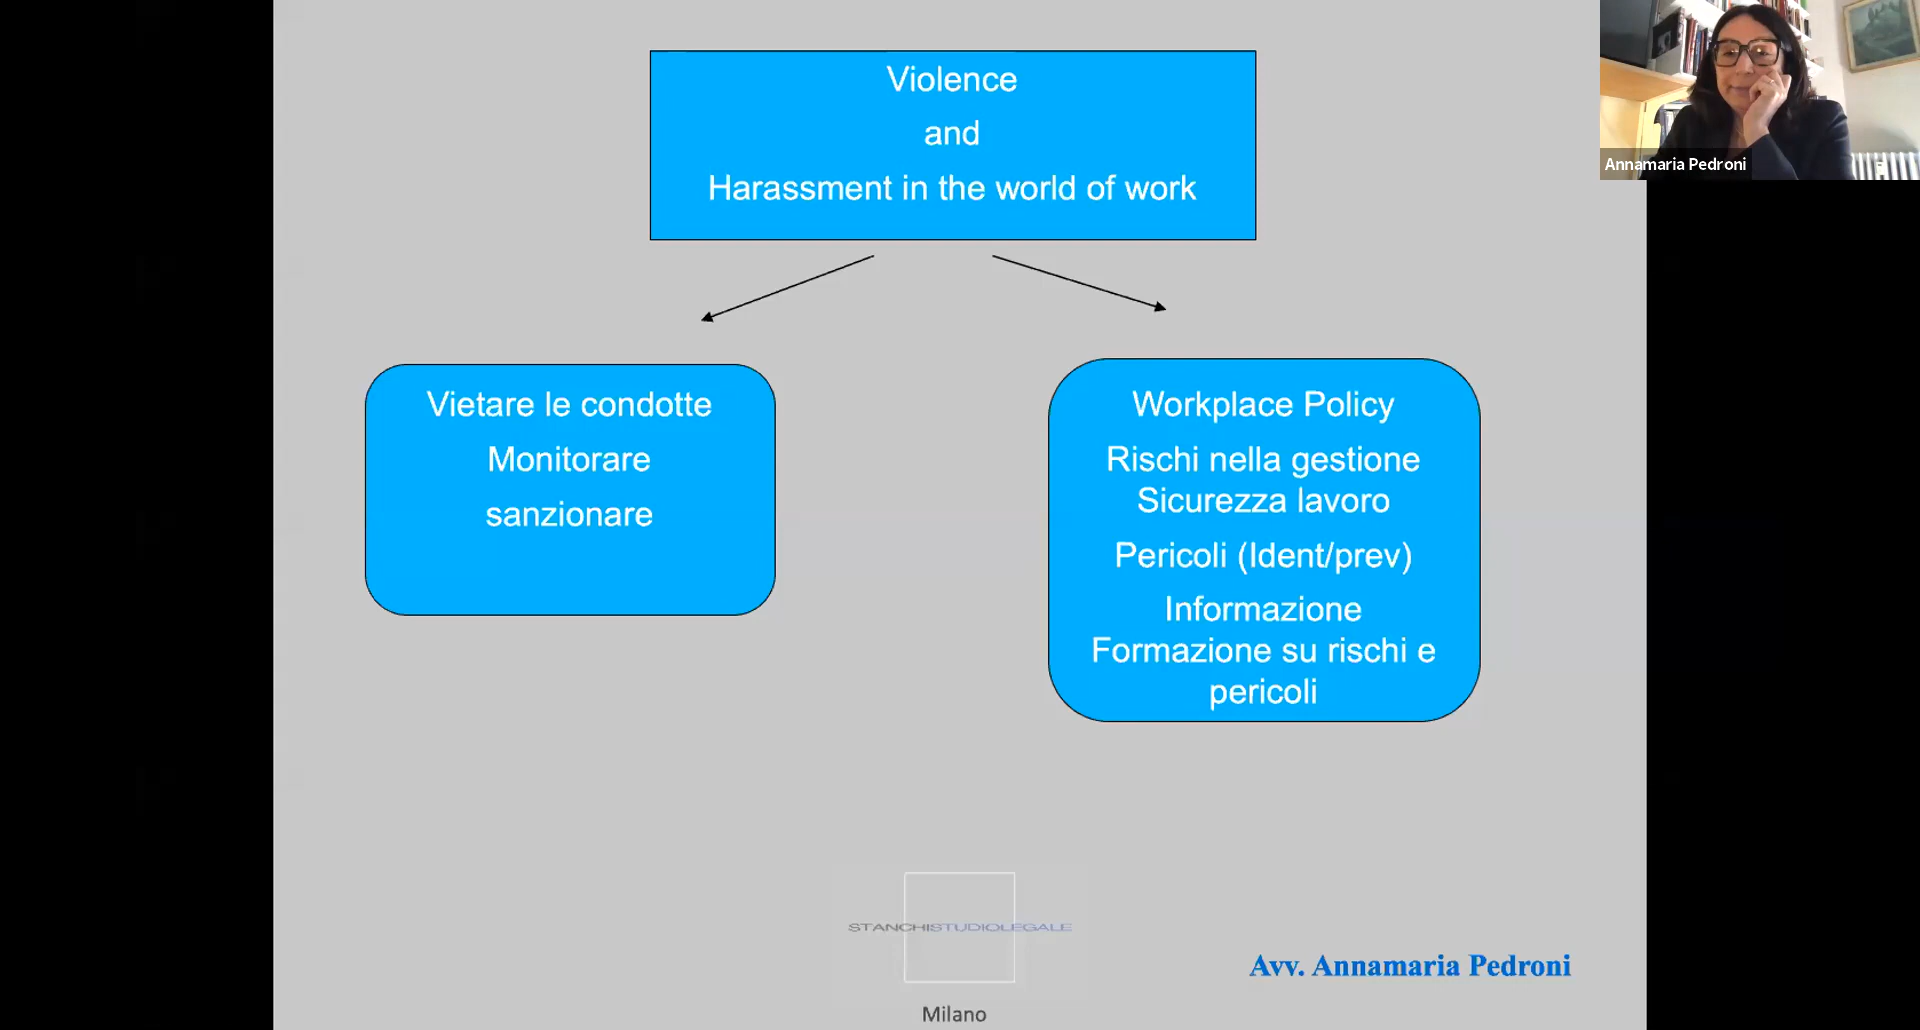 Violence
and
Harassment in the world of work
Annamaria Pedroni
Vietare le condotte
Monitorare
sanzionare
Workplace Policy
Rischi nella gestione
Sicurezza lavoro
Pericoli (Ident/prev)
Informazione
Formazione su rischi e
pericoli
STANCHISTUDIOLEGALE
Avv. Annamaria Pedroni
Milano